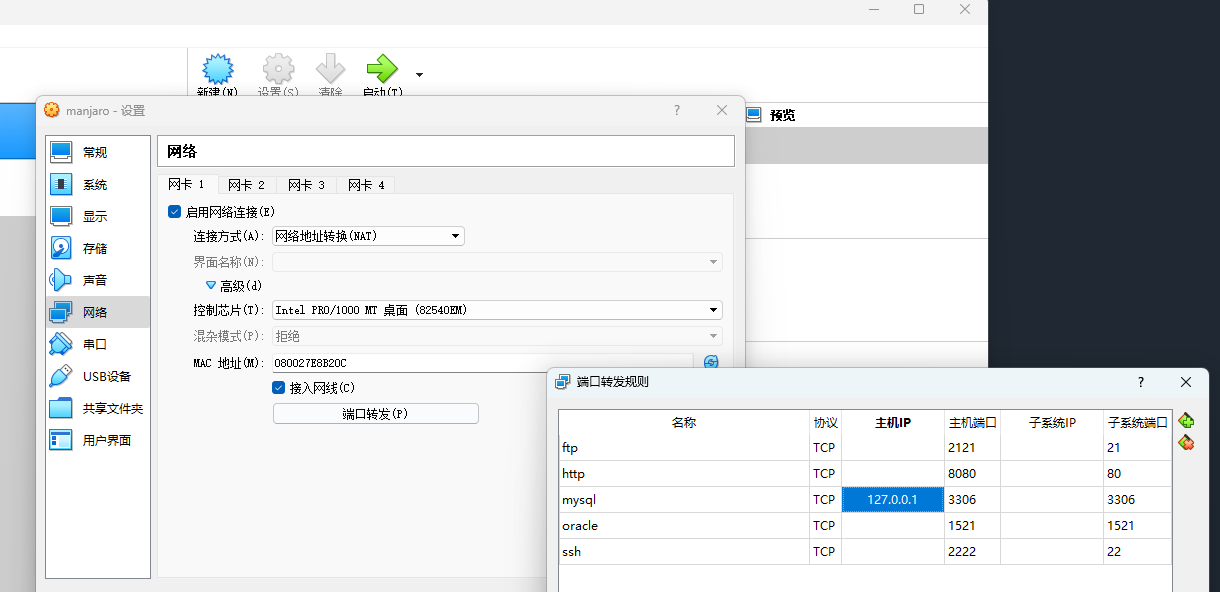 新建(N) 设置(S) 清除 启动(T)
manjaro - 设置
?
预览
常规
系统
显示
存储
声音
网络
串口
USB设备
共享文件夹
用户界面
网络
网卡 1 网卡 2 网卡 3 网卡 4
启用网络连接(E)
连接方式(A): 网络地址转换(NAT)
界面名称(N):
高级(d)
控制芯片(T): Intel PRO/1000 MT 桌面 (82540EM)
混杂模式(P): 拒绝
MAC 地址(M): 080027E8B20C
接入网线(C)
端口转发(P)
端口转发规则
?
名称 协议 主机IP 主机端口 子系统IP 子系统端口
ftp TCP 2121 21
http TCP 8080 80
mysql TCP 127.0.0.1 3306 3306
oracle TCP 1521 1521
ssh TCP 2222 22